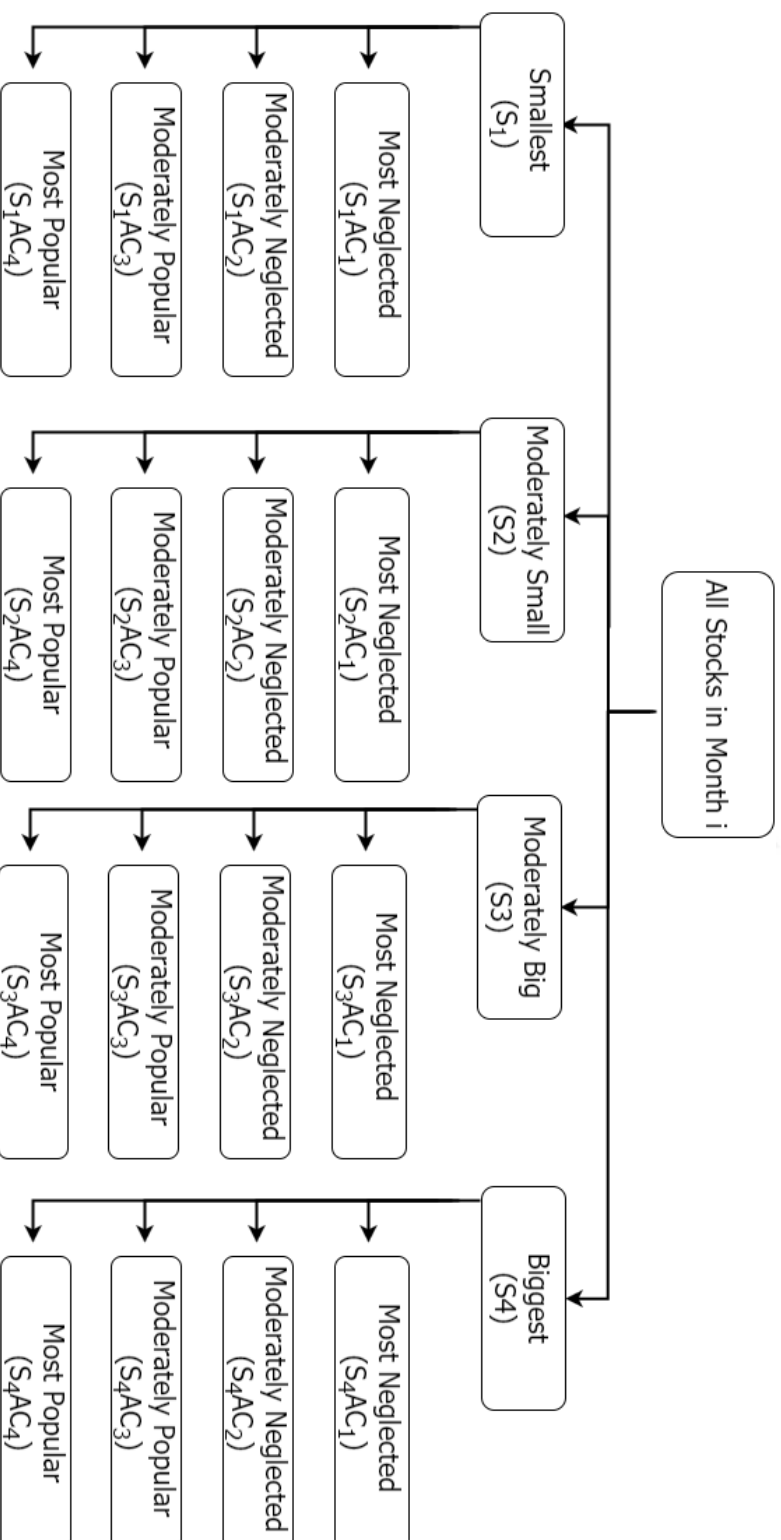 All Stocks in Month i
Smallest
(S₁)
Most Neglected
(S₁AC₁)
Moderately Neglected
(S₁AC₂)
Moderately Popular
(S₁AC₃)
Most Popular
(S₁AC₄)
Moderately Small
(S2)
Most Neglected
(S₂AC₁)
Moderately Neglected
(S₂AC₂)
Moderately Popular
(S₂AC₃)
Most Popular
(S₂AC₄)
Moderately Big
(S3)
Most Neglected
(S₃AC₁)
Moderately Neglected
(S₃AC₂)
Moderately Popular
(S₃AC₃)
Most Popular
(S₃AC₄)
Biggest
(S4)
Most Neglected
(S₄AC₁)
Moderately Neglected
(S₄AC₂)
Moderately Popular
(S₄AC₃)
Most Popular
(S₄AC₄)